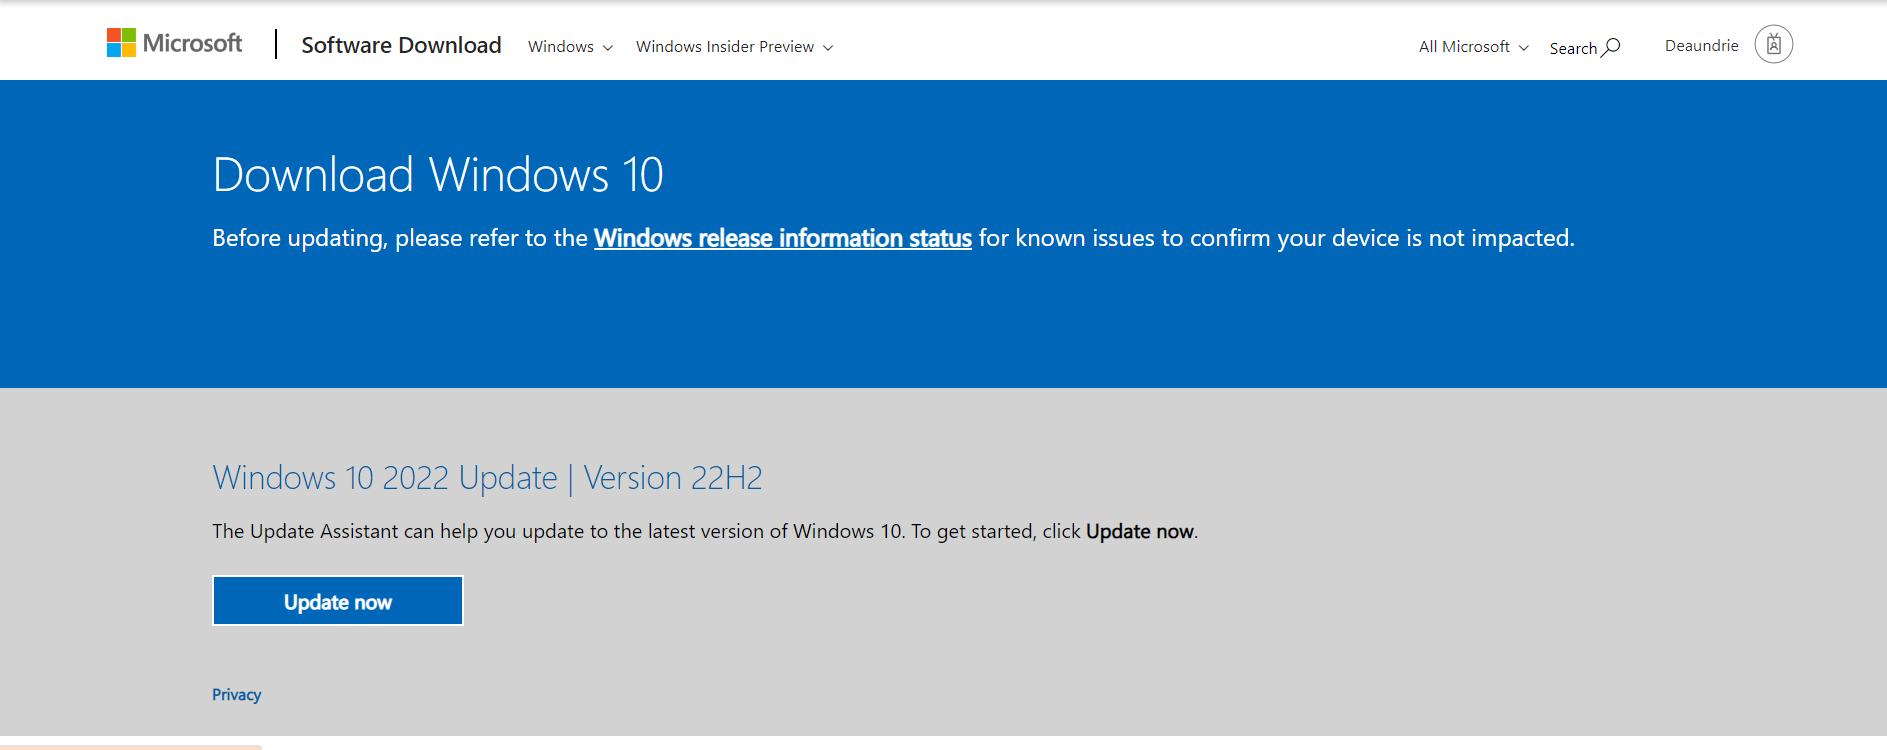 Microsoft
Software Download
Windows
Windows Insider Preview
All Microsoft
Search
Deaundrie
Download Windows 10
Before updating, please refer to the Windows release information status for known issues to confirm your device is not impacted.
Windows 10 2022 Update | Version 22H2
The Update Assistant can help you update to the latest version of Windows 10. To get started, click Update now.
Update now
Privacy